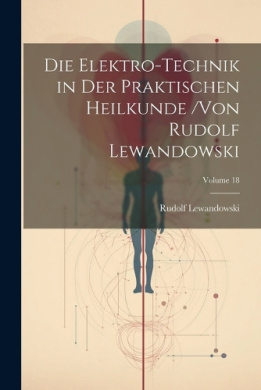 Die Elektro-Technik
in Der Praktischen
Heilkunde /Von
Rudolf
Lewandowski
Volume 18
Rudolf Lewandowski